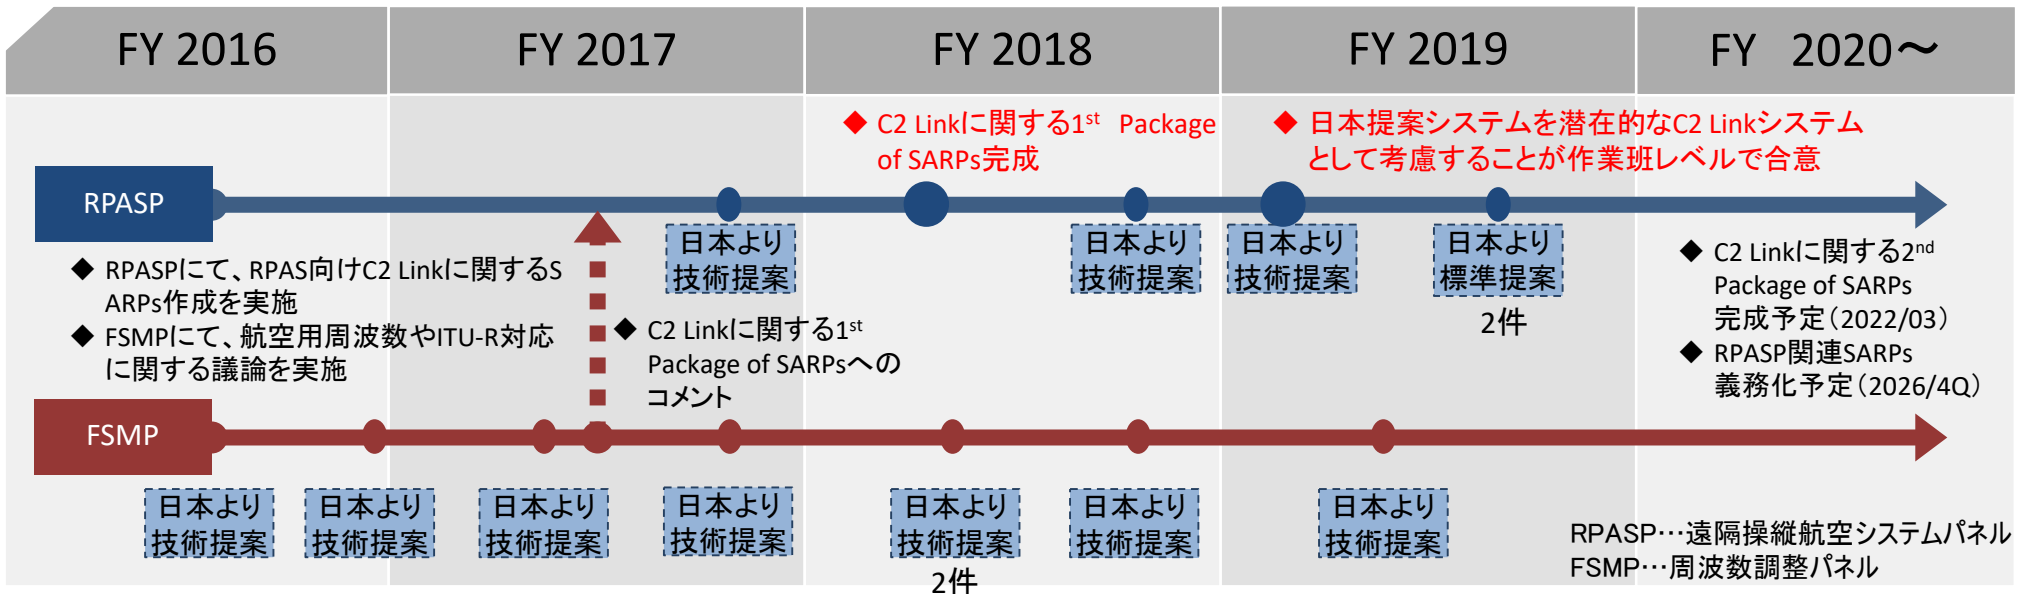 FY 2016
FY 2017
FY 2018
FY 2019
FY 2020～
◆ C2 Linkに関する1st Package
of SARPs完成
◆ 日本提案システムを潜在的なC2 Linkシステム
として考慮することが作業班レベルで合意
RPASP
日本より
技術提案
日本より
技術提案
日本より
技術提案
日本より
標準提案
2件
◆ RPASPにて、RPAS向けC2 Linkに関するS
ARPs作成を実施
◆ FSMPにて、航空用周波数やITU-R対応
に関する議論を実施
◆ C2 Linkに関する1st
Package of SARPsへの
コメント
◆ C2 Linkに関する2nd
Package of SARPs
完成予定（2022/03）
◆ RPASP関連SARPs
義務化予定（2026/4Q）
FSMP
日本より
技術提案
日本より
技術提案
日本より
技術提案
日本より
技術提案
日本より
技術提案
2件
日本より
技術提案
日本より
技術提案
RPASP…遠隔操縦航空システムパネル
FSMP…周波数調整パネル